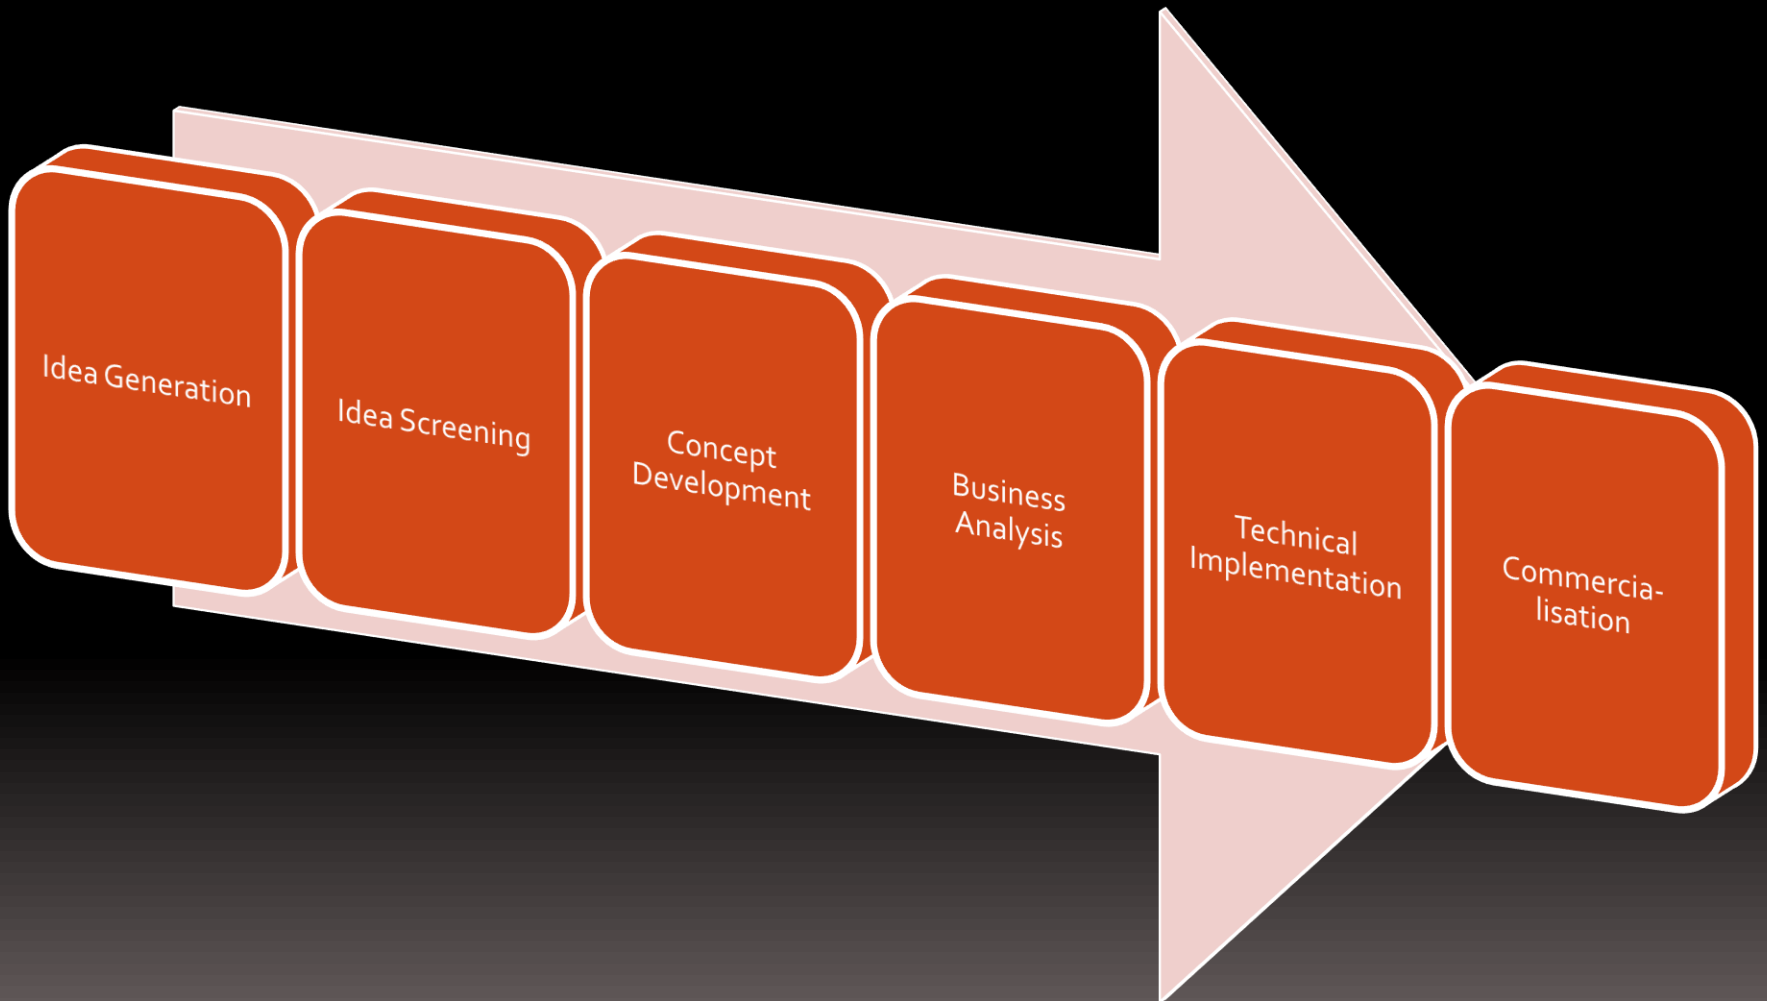 Idea Generation
Idea Screening
Concept
Development
Business
Analysis
Technical
Implementation
Commercia-
lisation